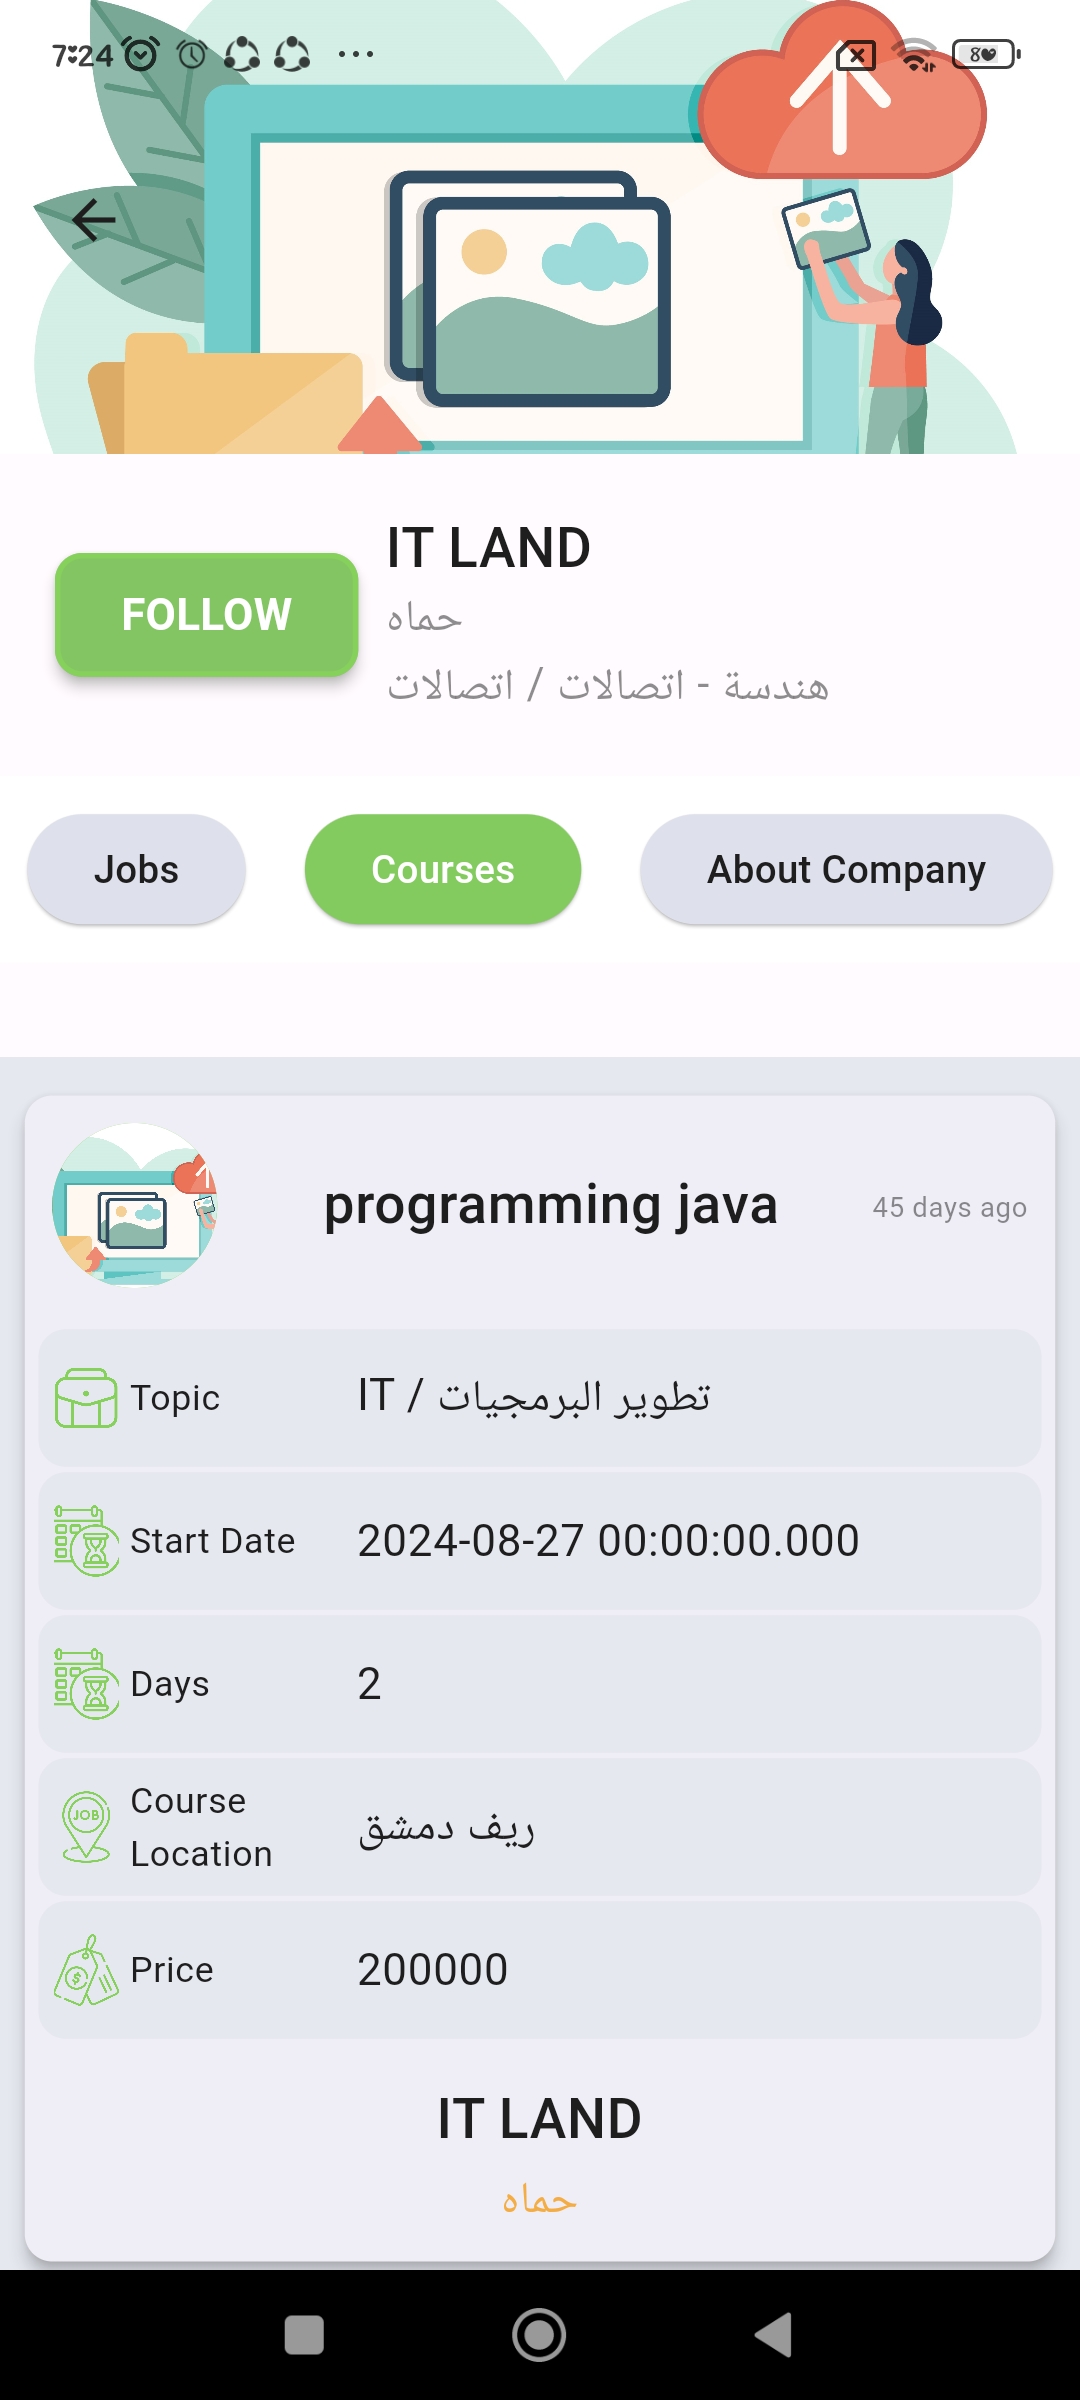 7:24
IT LAND
FOLLOW
حماه
هندسة - اتصالات / اتصالات
Jobs
Courses
About Company
programming java
45 days ago
Topic
IT / تطوير البرمجيات
Start Date
2024-08-27 00:00:00.000
Days
2
Course
Location
JOB
ريف دمشق
Price
$
200000
IT LAND
حماه